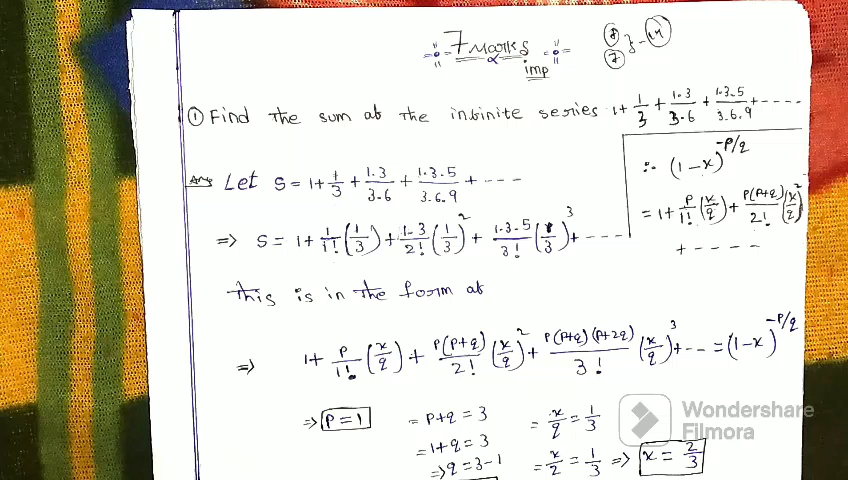 7 Marks
imp
8
7 } - 14
① Find the sum of the infinite series 1+ 1/3 + 1·3/3·6 + 1·3·5/3·6·9 + ----
Ans Let S = 1 + 1/3 + 1·3/3·6 + 1·3·5/3·6·9 + ---
∴ (1-x)^-P/q
= 1 + P/1! (x/q) + P(P+q)/2! (x/q)^2
+ ----
=> S = 1 + 1/1! (1/3) + 1·3/2! (1/3)^2 + 1·3·5/3! (1/3)^3 + ----
This is in the form of
=> 1 + P/1! (x/q) + P(P+q)/2! (x/q)^2 + P(P+q)(P+2q)/3! (x/q)^3 + -- = (1-x)^-P/q
=> P = 1 = P+q = 3 = x/q = 1/3
= 1+q = 3
=> q = 3-1 = x/2 = 1/3 => x = 2/3
Wondershare
Filmora